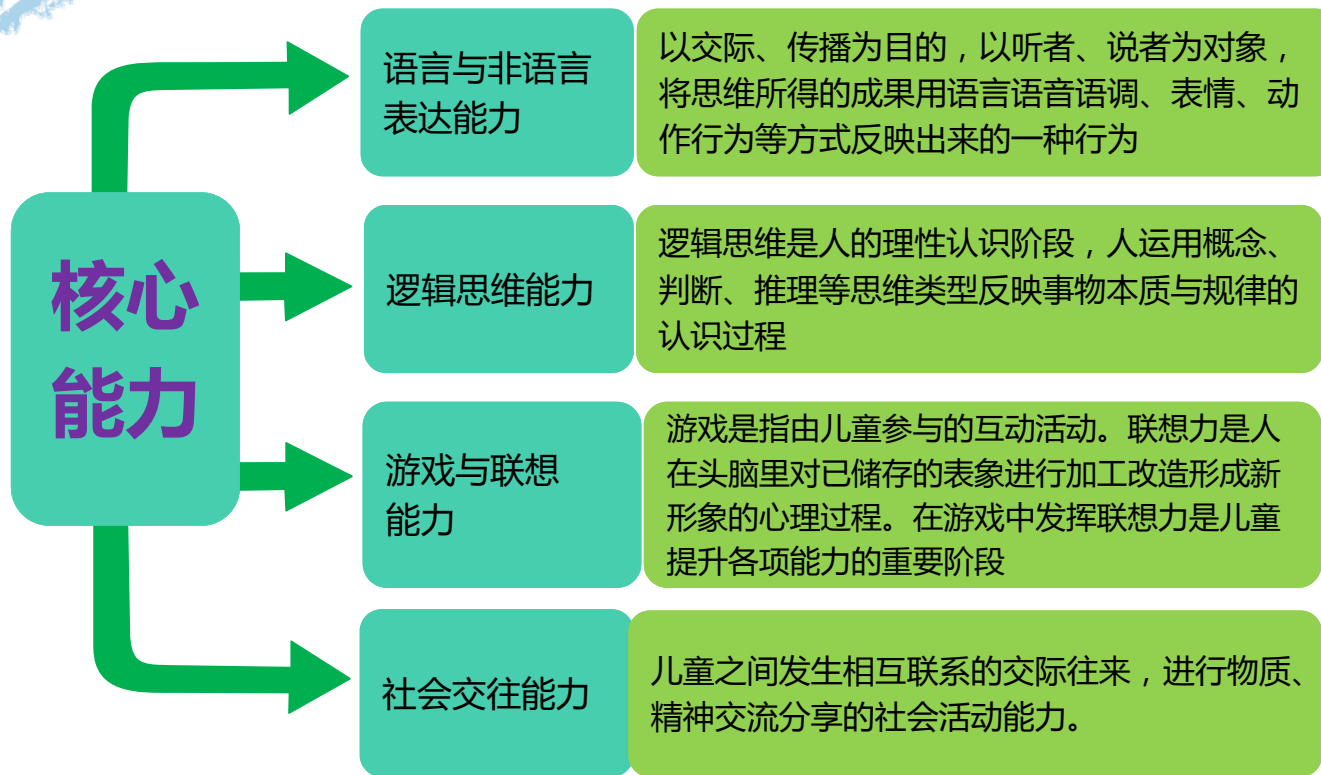 核心
能力
语言与非语言
表达能力
以交际、传播为目的，以听者、说者为对象，
将思维所得的成果用语言语音语调、表情、动
作行为等方式反映出来的一种行为
逻辑思维能力
逻辑思维是人的理性认识阶段，人运用概念、
判断、推理等思维类型反映事物本质与规律的
认识过程
游戏与联想
能力
游戏是指由儿童参与的互动活动。联想力是人
在头脑里对已储存的表象进行加工改造形成新
形象的心理过程。在游戏中发挥联想力是儿童
提升各项能力的重要阶段
社会交往能力
儿童之间发生相互联系的交际往来，进行物质、
精神交流分享的社会活动能力。